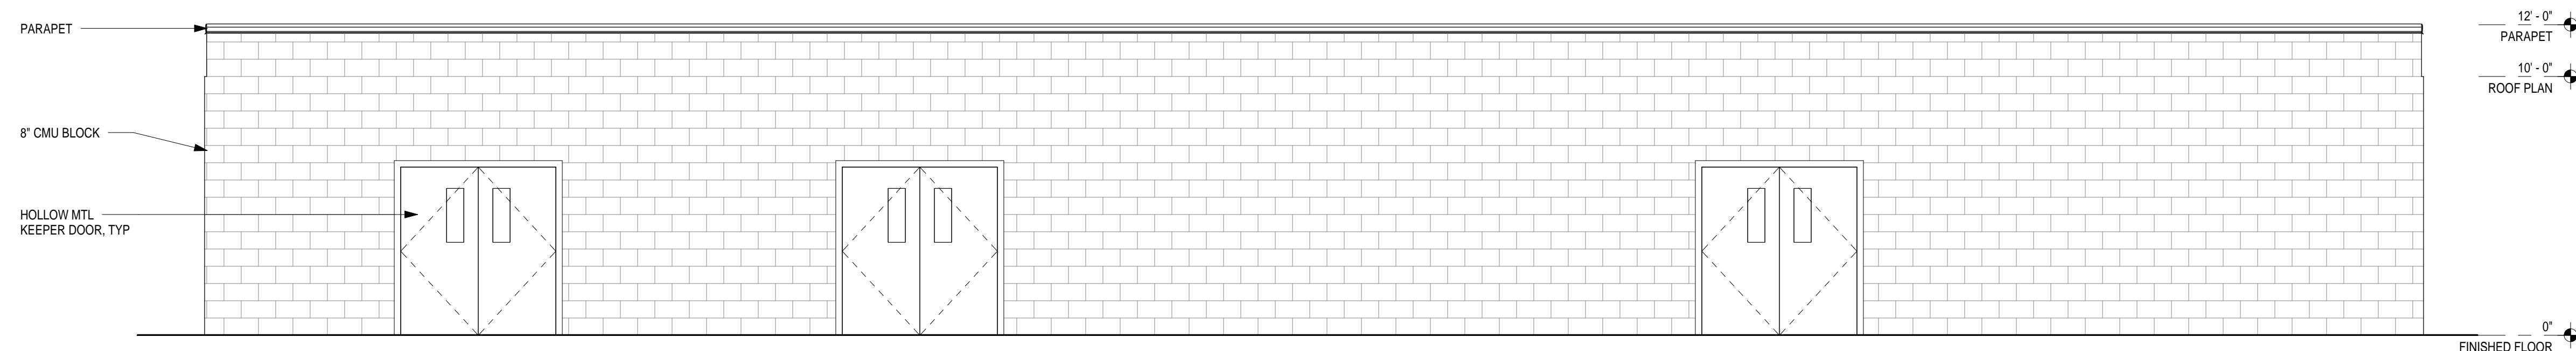 PARAPET
8" CMU BLOCK
HOLLOW MTL
KEEPER DOOR, TYP
12' - 0"
PARAPET
10' - 0"
ROOF PLAN
0"
FINISHED FLOOR